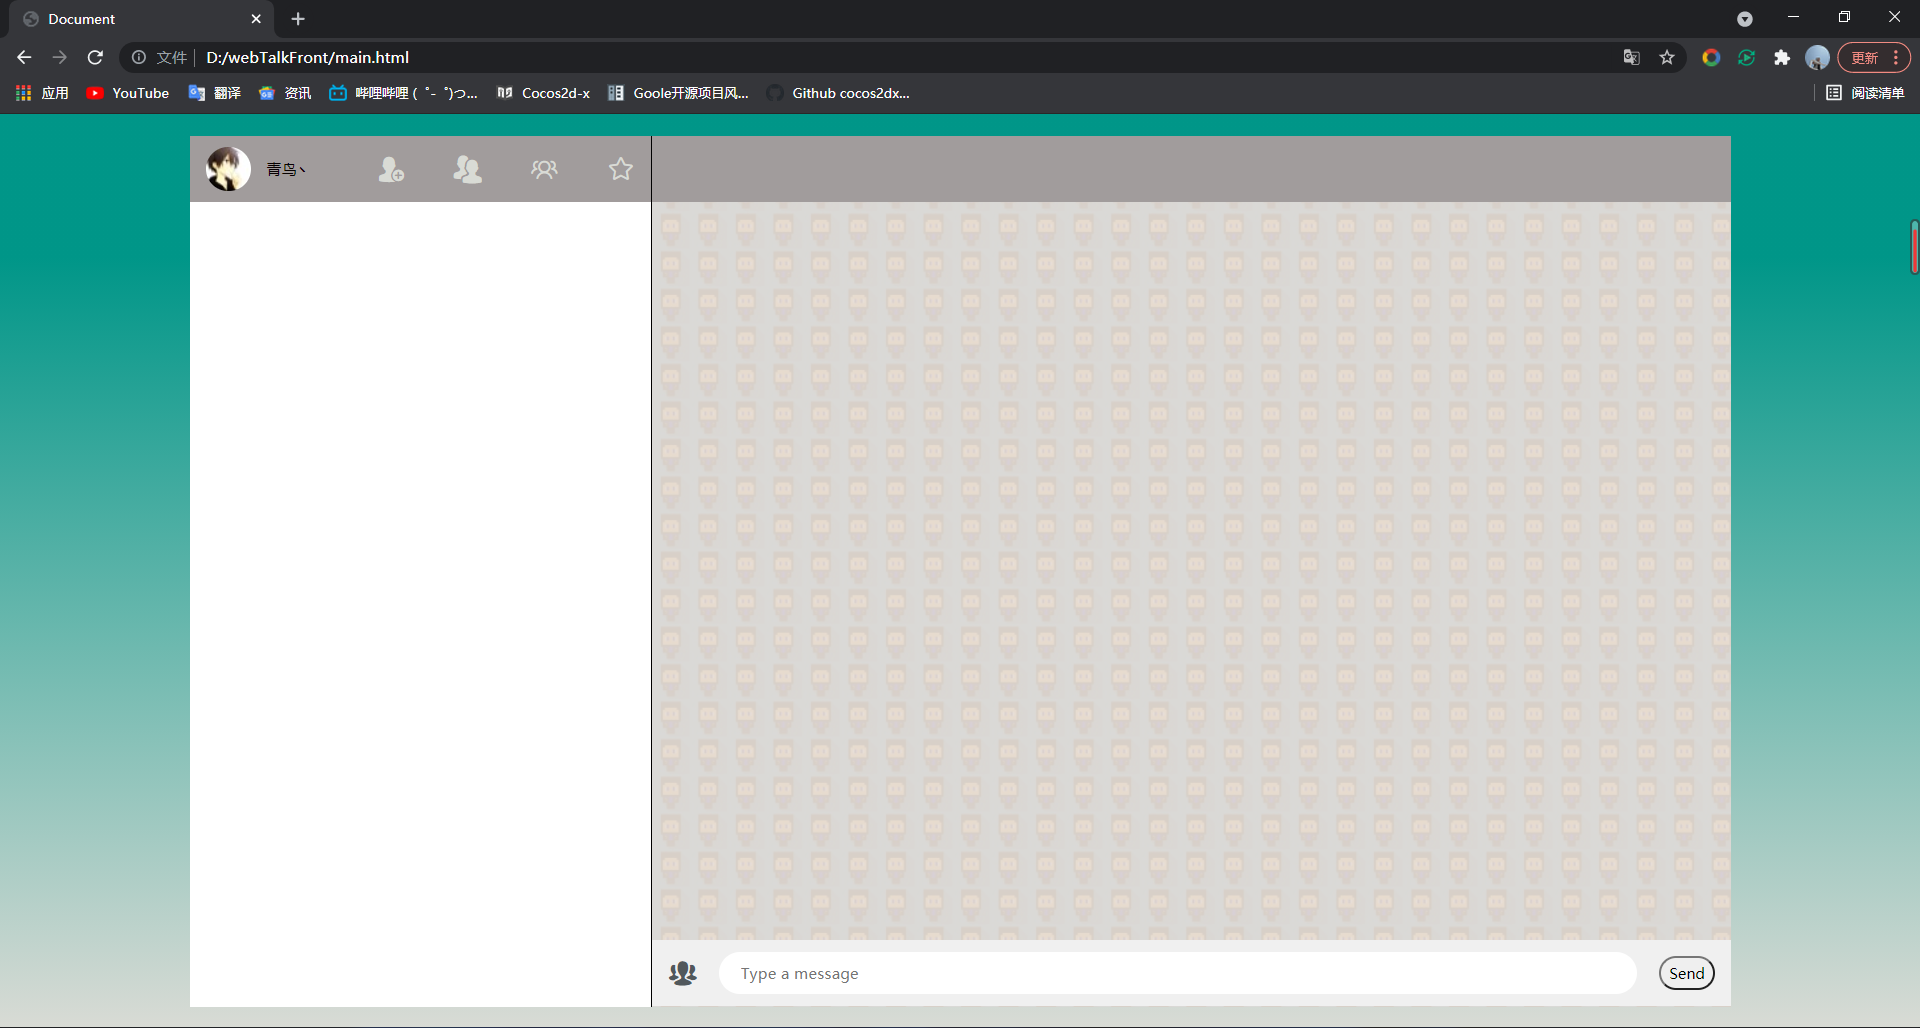 Document
文件 D:/webTalkFront/main.html 更新
应用 YouTube 翻译 资讯 哔哩哔哩 ( ゜- ゜)つ... Cocos2d-x Goole开源项目风... Github cocos2dx... 阅读清单
青鸟丶
Type a message Send